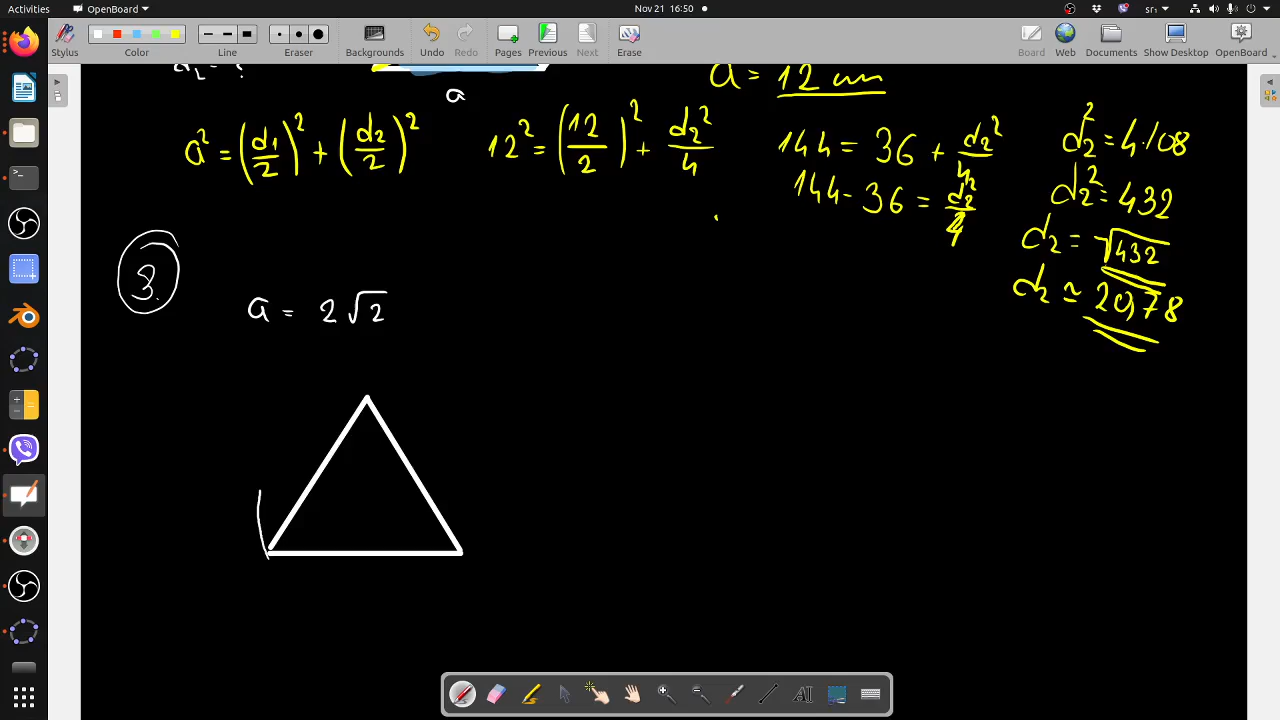 Activities OpenBoard Nov 21 16:50 sr₁
Stylus Color Line Eraser Backgrounds Undo Redo Pages Previous Next Erase Board Web Documents Show Desktop OpenBoard
d₂ = ?
a
a = 12 cm
a² = (d₁/2)² + (d₂/2)²
12² = (12/2)² + d₂²/4
144 = 36 + d₂²/4
144 - 36 = d₂²/4
d₂² = 4·108
d₂² = 432
d₂ = √432
d₂ ≃ 20,78
3.
a = 2√2